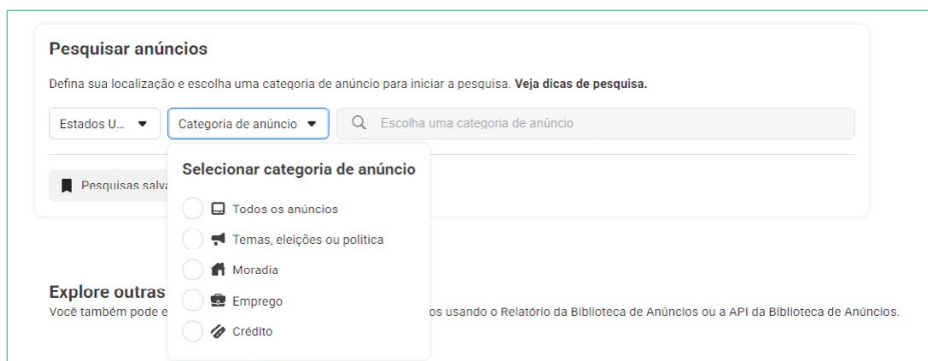 Pesquisar anúncios
Defina sua localização e escolha uma categoria de anúncio para iniciar a pesquisa. Veja dicas de pesquisa.
Estados U... Categoria de anúncio Escolha uma categoria de anúncio
Pesquisas salva
Selecionar categoria de anúncio
Todos os anúncios
Temas, eleições ou política
Moradia
Emprego
Crédito
Explore outras
Você também pode e os usando o Relatório da Biblioteca de Anúncios ou a API da Biblioteca de Anúncios.